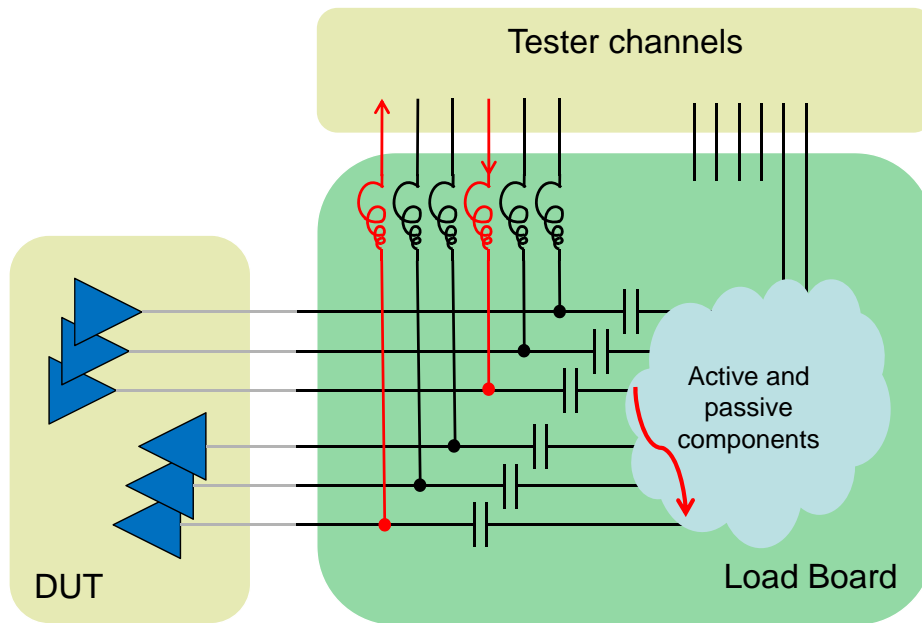 Tester channels
Active and
passive
components
DUT
Load Board